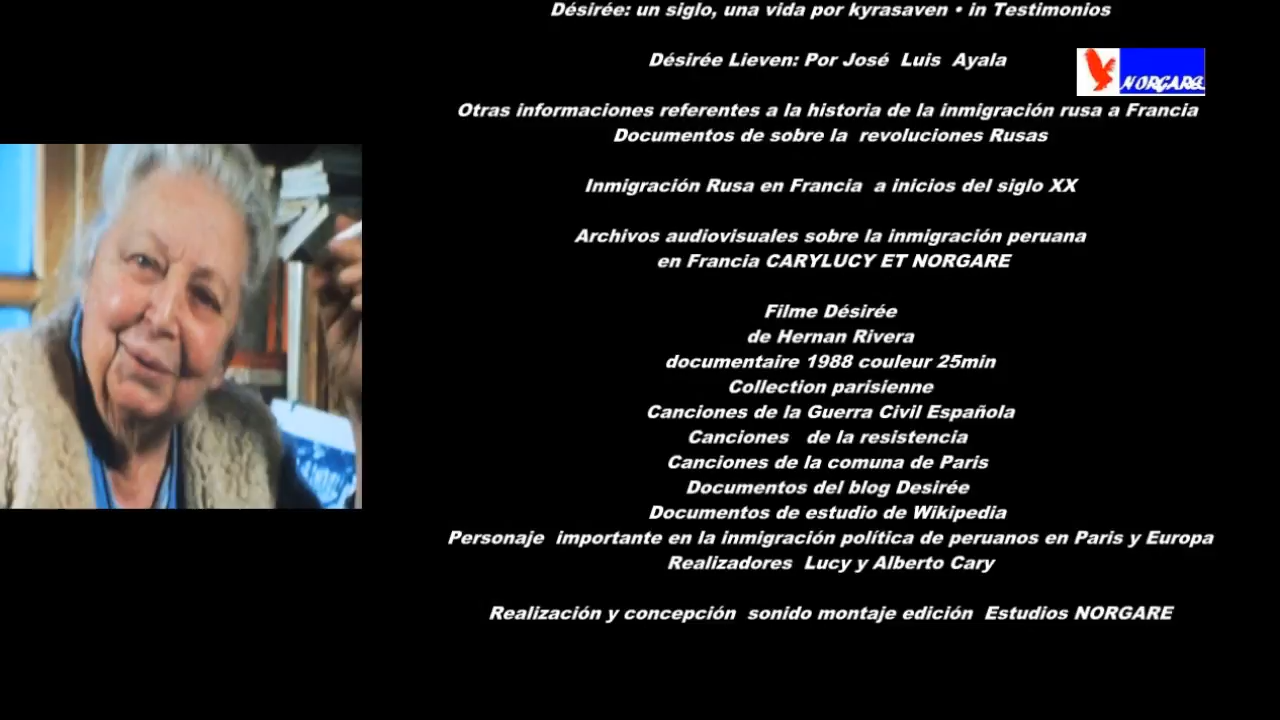 Désirée: un siglo, una vida por kyrasaven • in Testimonios
Désirée Lieven: Por José Luis Ayala
NORGARE
Otras informaciones referentes a la historia de la inmigración rusa a Francia
Documentos de sobre la revoluciones Rusas
Inmigración Rusa en Francia a inicios del siglo XX
Archivos audiovisuales sobre la inmigración peruana
en Francia CARYLUCY ET NORGARE
Filme Désirée
de Hernan Rivera
documentaire 1988 couleur 25min
Collection parisienne
Canciones de la Guerra Civil Española
Canciones de la resistencia
Canciones de la comuna de Paris
Documentos del blog Desirée
Documentos de estudio de Wikipedia
Personaje importante en la inmigración política de peruanos en Paris y Europa
Realizadores Lucy y Alberto Cary
Realización y concepción sonido montaje edición Estudios NORGARE